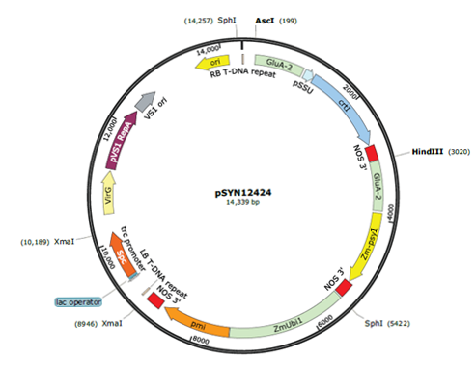 (14,257) SphI
AscI (199)
14,000
ori
RB T-DNA repeat
GluA-2
pSSU
2000
crtI
VS1 ori
12,000
pVS1 RepA
NOS 3'
HindIII (3020)
GluA-2
VirG
pSYN12424
14,339 bp
4000
Zm-psyI
(10,189) XmaI
trc promoter
10,000
Spc
lac operator
LB T-DNA repeat
NOS 3'
NOS 3'
(8946) XmaI
SphI (5422)
pmi
8000
ZmUbi1
6000